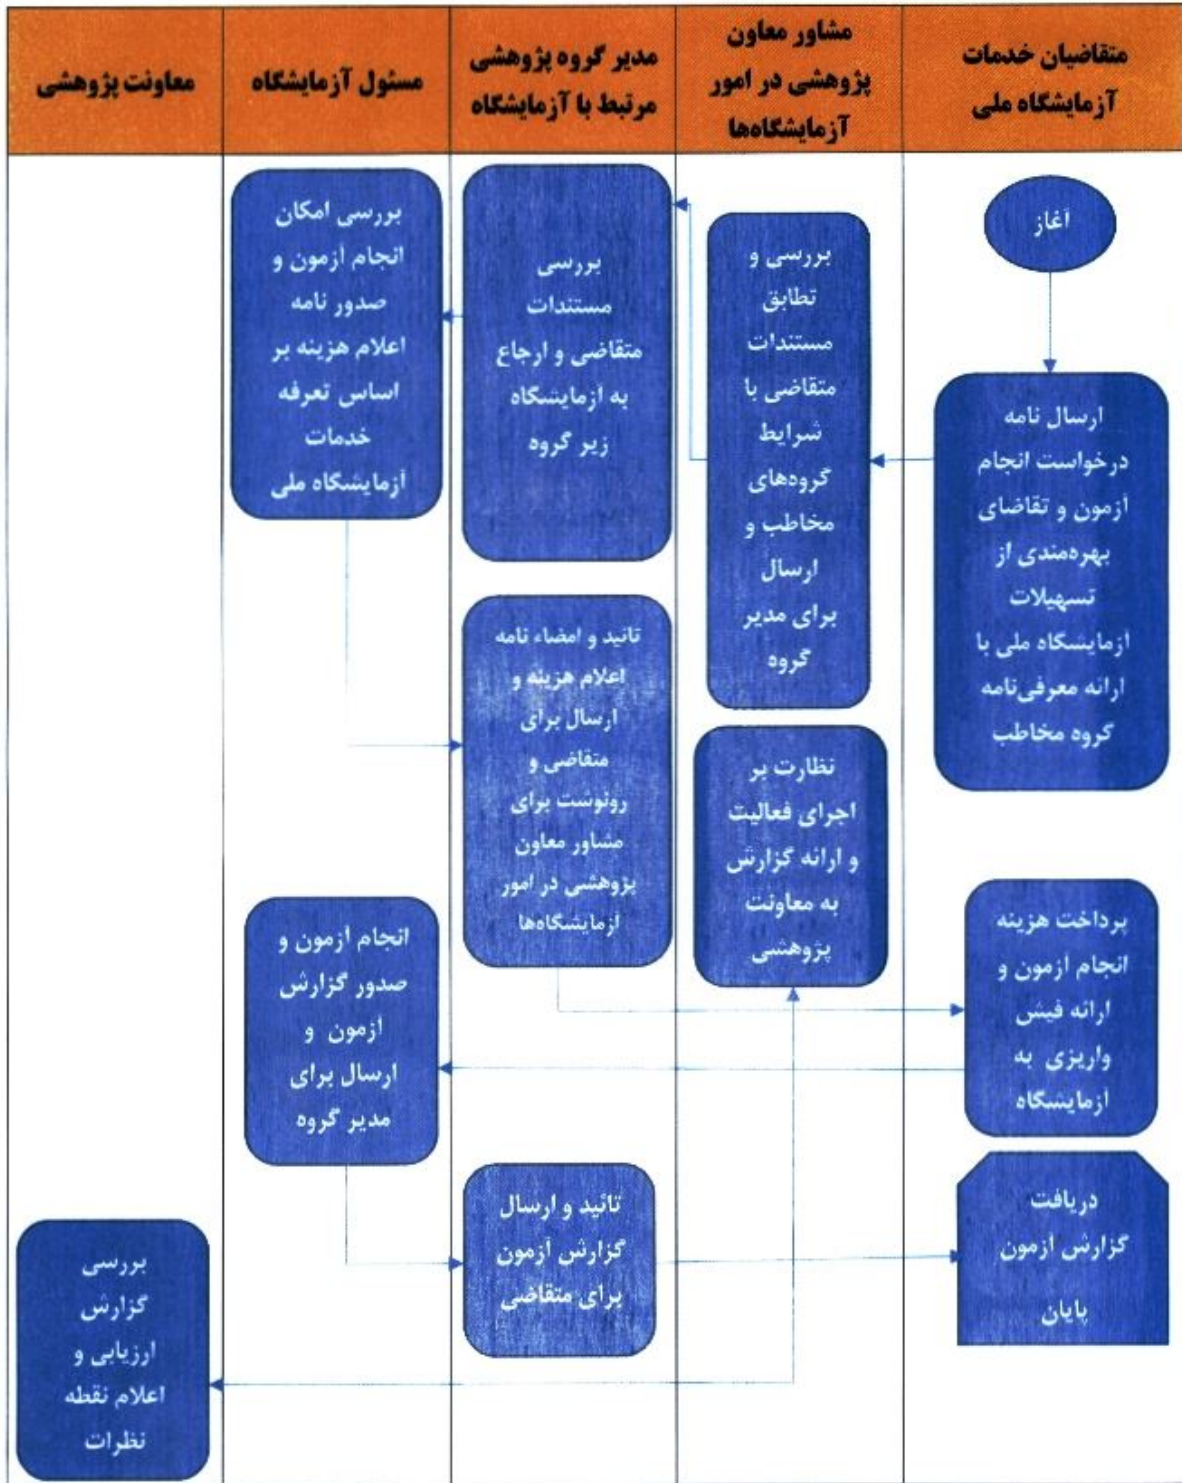 متقاضیان خدمات
آزمایشگاه ملی
مشاور معاون
پژوهشی در امور
آزمایشگاه‌ها
مدیر گروه پژوهشی
مرتبط با آزمایشگاه
مسئول آزمایشگاه
معاونت پژوهشی
آغاز
ارسال نامه
درخواست انجام
آزمون و تقاضای
بهره‌مندی از
تسهیلات
آزمایشگاه ملی با
ارائه معرفی‌نامه
گروه مخاطب
بررسی و
تطابق
مستندات
متقاضی با
شرایط
گروه‌های
مخاطب و
ارسال
برای مدیر
گروه
بررسی
مستندات
متقاضی و ارجاع
به آزمایشگاه
زیر گروه
بررسی امکان
انجام آزمون و
صدور نامه
اعلام هزینه بر
اساس تعرفه
خدمات
آزمایشگاه ملی
تائید و امضاء نامه
اعلام هزینه و
ارسال برای
متقاضی و
رونوشت برای
مشاور معاون
پژوهشی در امور
آزمایشگاه‌ها
نظارت بر
اجرای فعالیت
و ارائه گزارش
به معاونت
پژوهشی
پرداخت هزینه
انجام آزمون و
ارائه فیش
واریزی به
آزمایشگاه
انجام آزمون و
صدور گزارش
آزمون و
ارسال برای
مدیر گروه
تائید و ارسال
گزارش آزمون
برای متقاضی
دریافت
گزارش آزمون
پایان
بررسی
گزارش
ارزیابی و
اعلام نقطه
نظرات